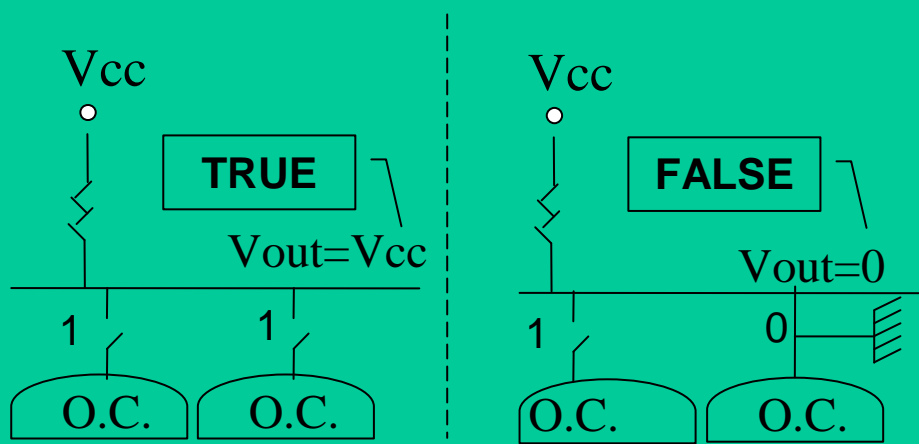 Vcc
TRUE
Vout=Vcc
1 1
O.C. O.C.
Vcc
FALSE
Vout=0
1 0
O.C. O.C.